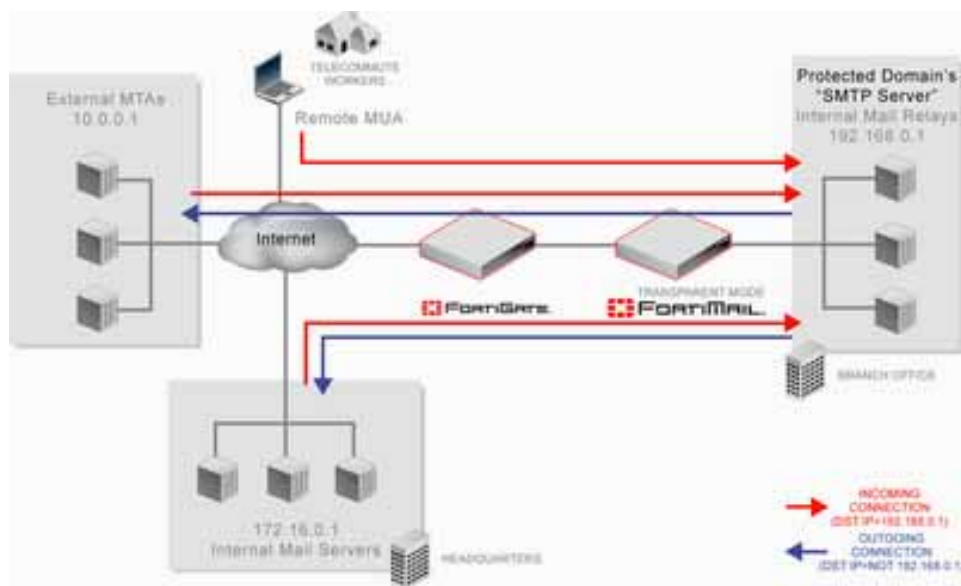 TELECOMMUTE
WORKERS
External MTAs
10.0.0.1
Remote MUA
Protected Domain's
"SMTP Server"
Internal Mail Relays
192.168.0.1
Internet
FORTIGATE.
TRANSPARENT MODE
FORTIMAIL.
BRANCH OFFICE
172.16.0.1
Internal Mail Servers
HEADQUARTERS
INCOMING
CONNECTION
(DST IP=192.168.0.1)
OUTGOING
CONNECTION
(DST IP=NOT 192.168.0.1